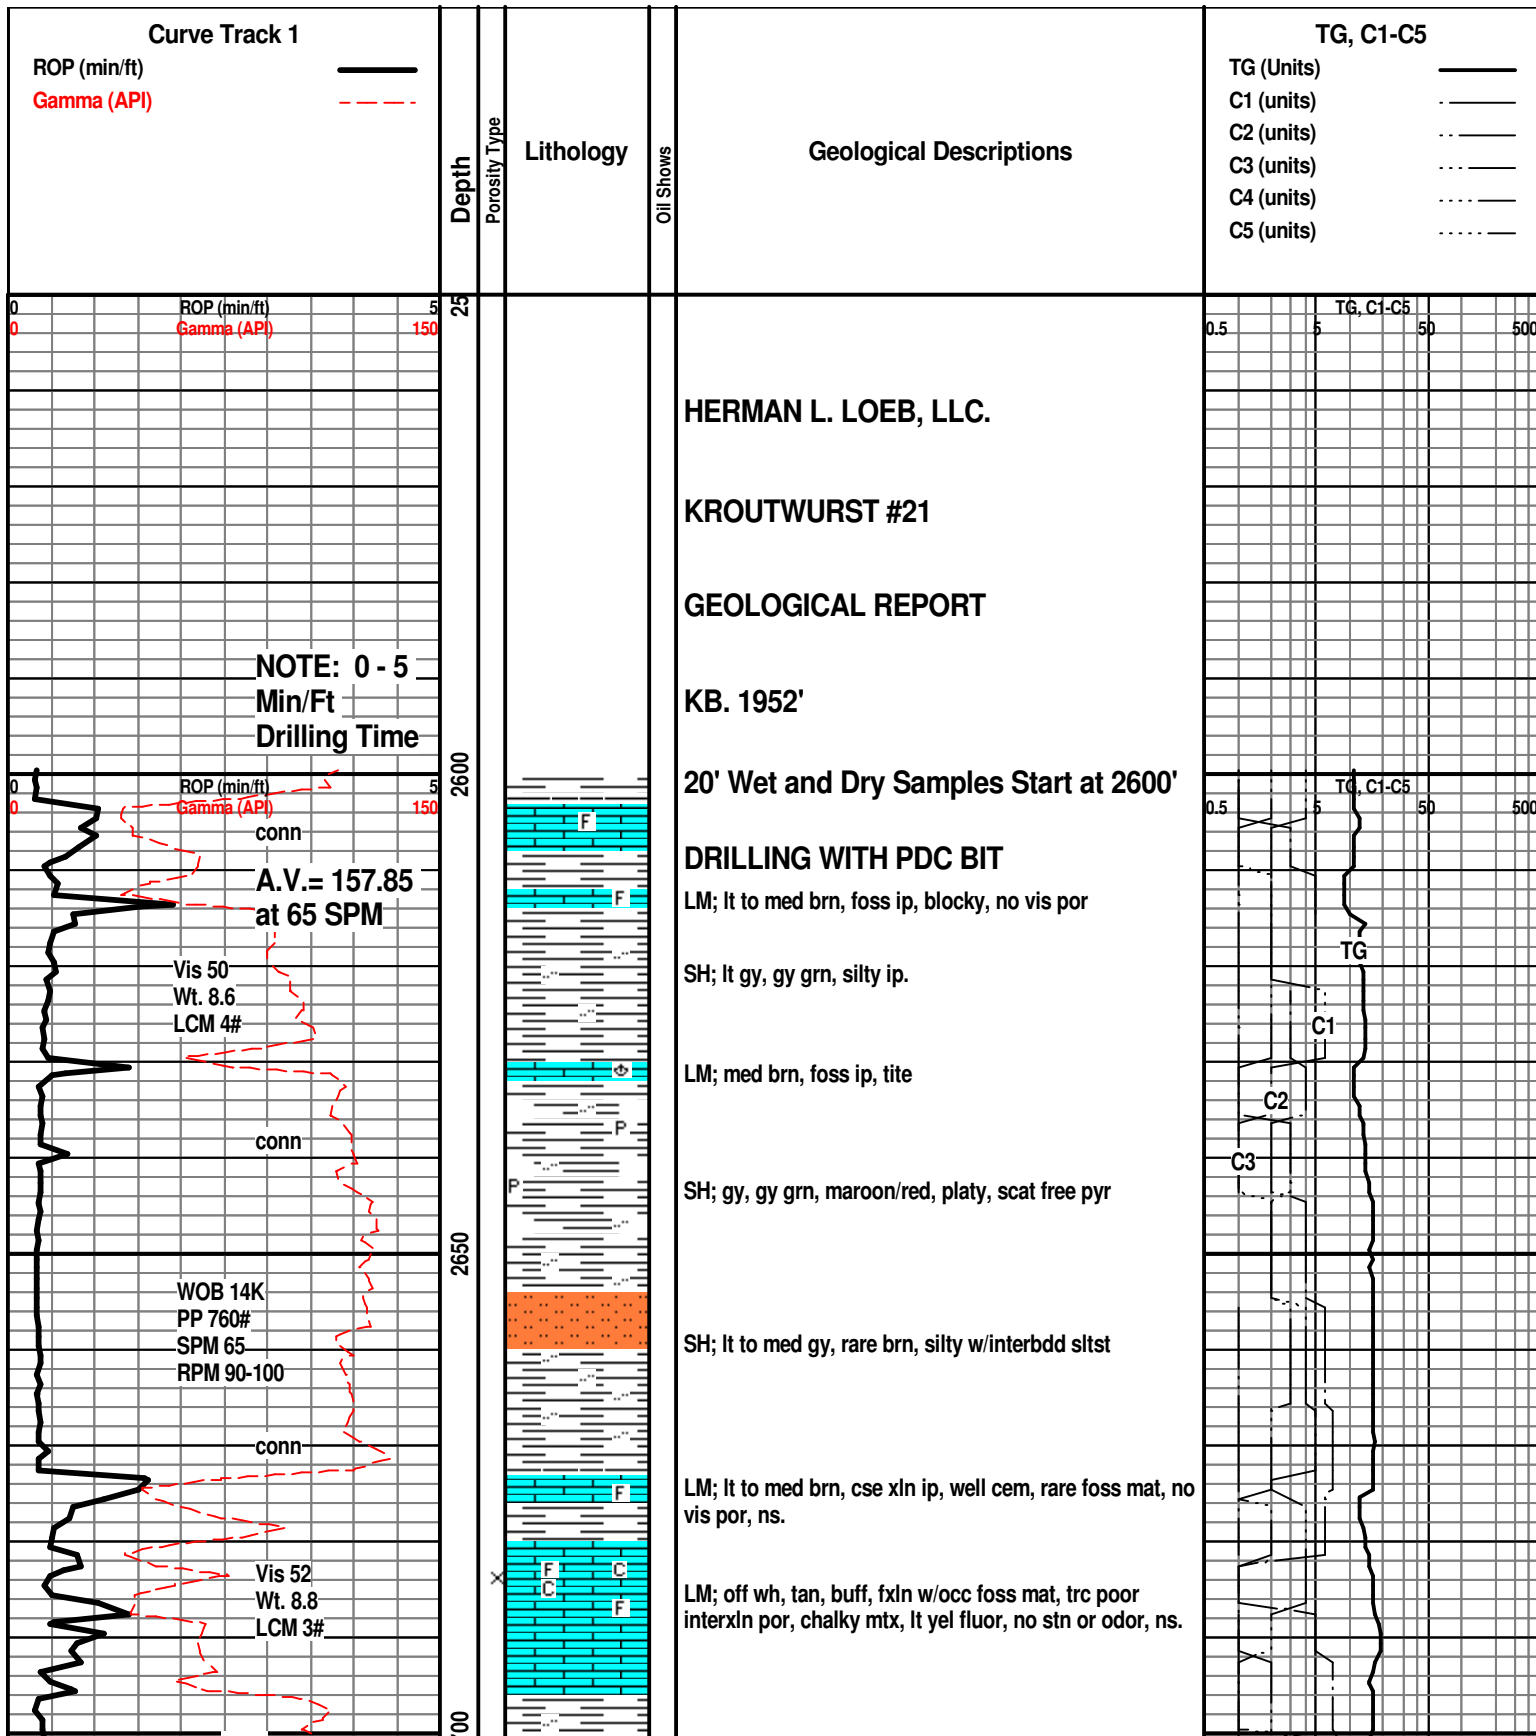 Curve Track 1
ROP (min/ft)
Gamma (API)
Depth
Porosity Type
Lithology
Oil Shows
Geological Descriptions
TG, C1-C5
TG (Units)
C1 (units)
C2 (units)
C3 (units)
C4 (units)
C5 (units)
0 ROP (min/ft) 5
0 Gamma (API) 150
25
TG, C1-C5
0.5 5 50 500
HERMAN L. LOEB, LLC.
KROUTWURST #21
GEOLOGICAL REPORT
NOTE: 0 - 5
Min/Ft
Drilling Time
KB. 1952'
2600
20' Wet and Dry Samples Start at 2600'
0 ROP (min/ft) 5
0 Gamma (API) 150
TG, C1-C5
0.5 5 50 500
conn
F
DRILLING WITH PDC BIT
A.V.= 157.85
at 65 SPM
F
LM; lt to med brn, foss ip, blocky, no vis por
TG
Vis 50
Wt. 8.6
LCM 4#
SH; lt gy, gy grn, silty ip.
C1
LM; med brn, foss ip, tite
C2
conn
P
C3
P
SH; gy, gy grn, maroon/red, platy, scat free pyr
2650
WOB 14K
PP 760#
SPM 65
RPM 90-100
SH; lt to med gy, rare brn, silty w/interbdd sltst
conn
F
LM; lt to med brn, cse xln ip, well cem, rare foss mat, no
vis por, ns.
Vis 52
Wt. 8.8
LCM 3#
F C
C
F
LM; off wh, tan, buff, fxln w/occ foss mat, trc poor
interxln por, chalky mtx, lt yel fluor, no stn or odor, ns.
00